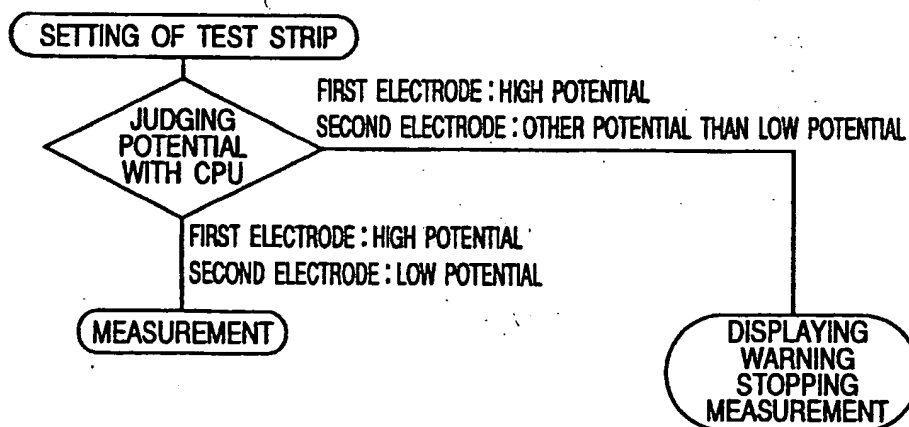 SETTING OF TEST STRIP
JUDGING
POTENTIAL
WITH CPU
FIRST ELECTRODE : HIGH POTENTIAL
SECOND ELECTRODE : OTHER POTENTIAL THAN LOW POTENTIAL
FIRST ELECTRODE : HIGH POTENTIAL
SECOND ELECTRODE : LOW POTENTIAL
MEASUREMENT
DISPLAYING
WARNING
STOPPING
MEASUREMENT